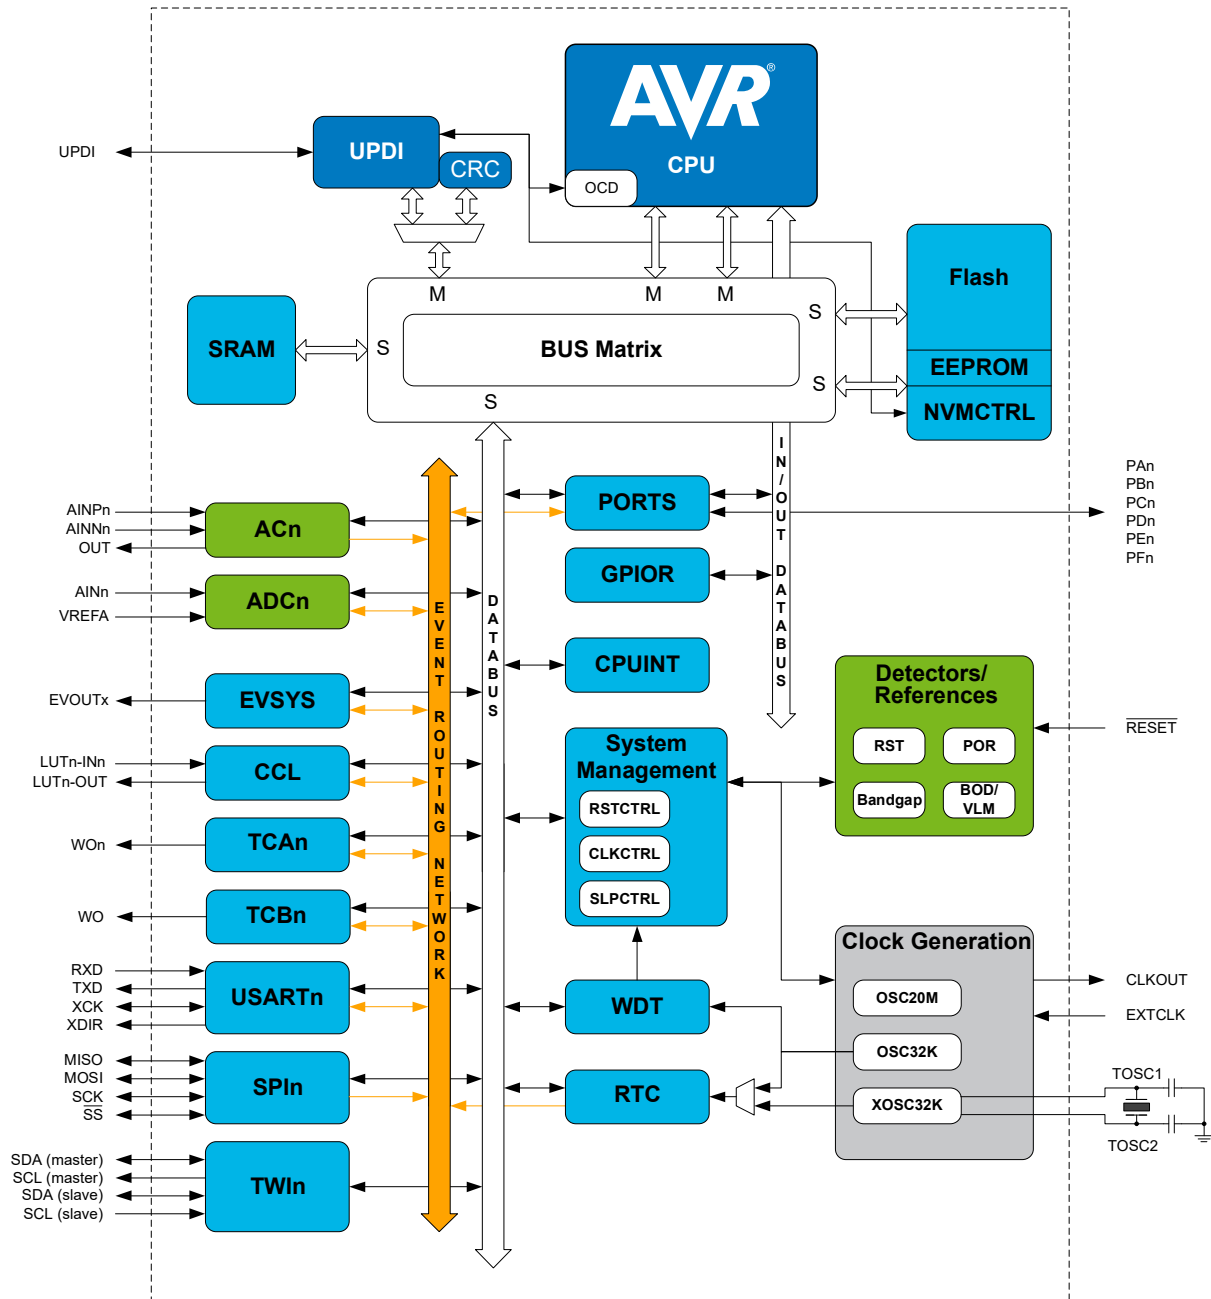 AVR®
CPU
OCD
UPDI
UPDI
CRC
M
M
M
S
S
S
S
BUS Matrix
SRAM
Flash
EEPROM
NVMCTRL
IN/OUT DATABUS
DATABUS
EVENT ROUTING NETWORK
PORTS
GPIOR
CPUINT
PAn
PBn
PCn
PDn
PEn
PFn
AINPn
AINNn
OUT
ACn
AINn
VREFA
ADCn
EVOUTx
EVSYS
LUTn-INn
LUTn-OUT
CCL
WOn
TCAn
WO
TCBn
RXD
TXD
XCK
XDIR
USARTn
MISO
MOSI
SCK
SS
SPIn
SDA (master)
SCL (master)
SDA (slave)
SCL (slave)
TWIn
System
Management
RSTCTRL
CLKCTRL
SLPCTRL
WDT
RTC
Detectors/
References
RST
POR
Bandgap
BOD/
VLM
RESET
Clock Generation
OSC20M
OSC32K
XOSC32K
CLKOUT
EXTCLK
TOSC1
TOSC2